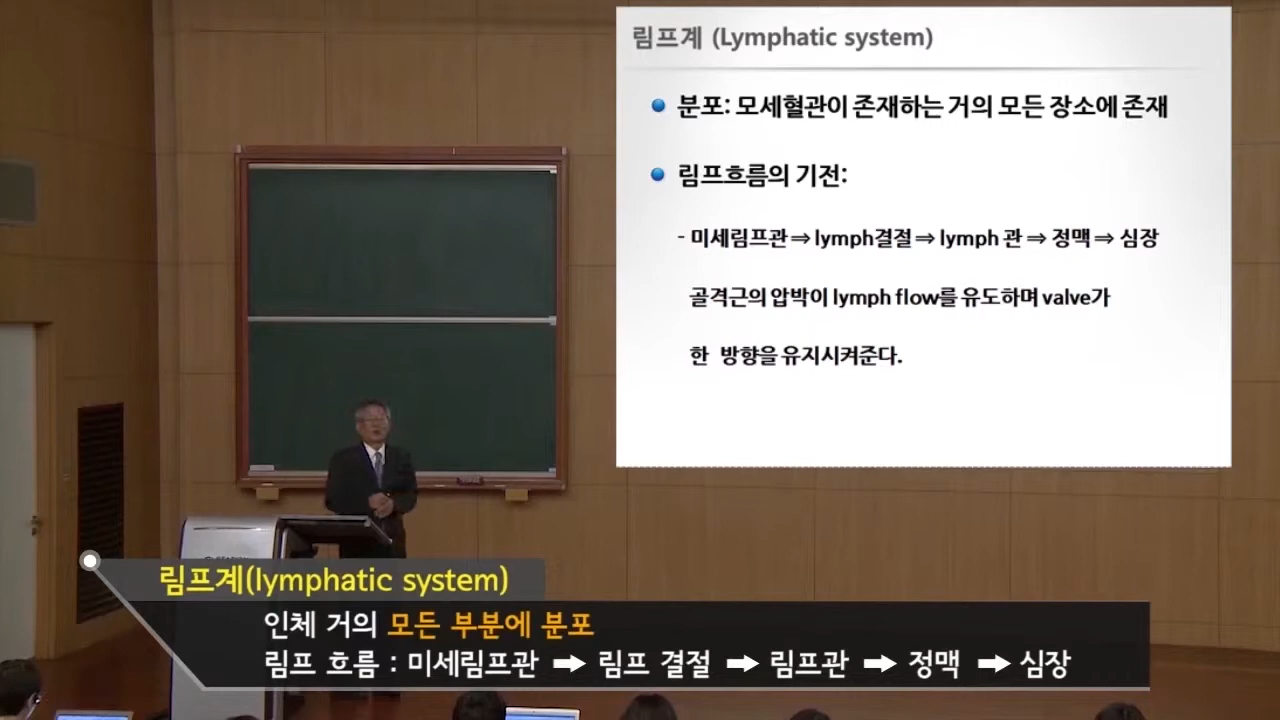 림프계 (Lymphatic system)
분포: 모세혈관이 존재하는 거의 모든 장소에 존재
림프흐름의 기전:
- 미세림프관 ⇒ lymph결절 ⇒ lymph 관 ⇒ 정맥 ⇒ 심장
골격근의 압박이 lymph flow를 유도하며 valve가
한 방향을 유지시켜준다.
림프계(lymphatic system)
인체 거의 모든 부분에 분포
림프 흐름 : 미세림프관 ➡ 림프 결절 ➡ 림프관 ➡ 정맥 ➡ 심장